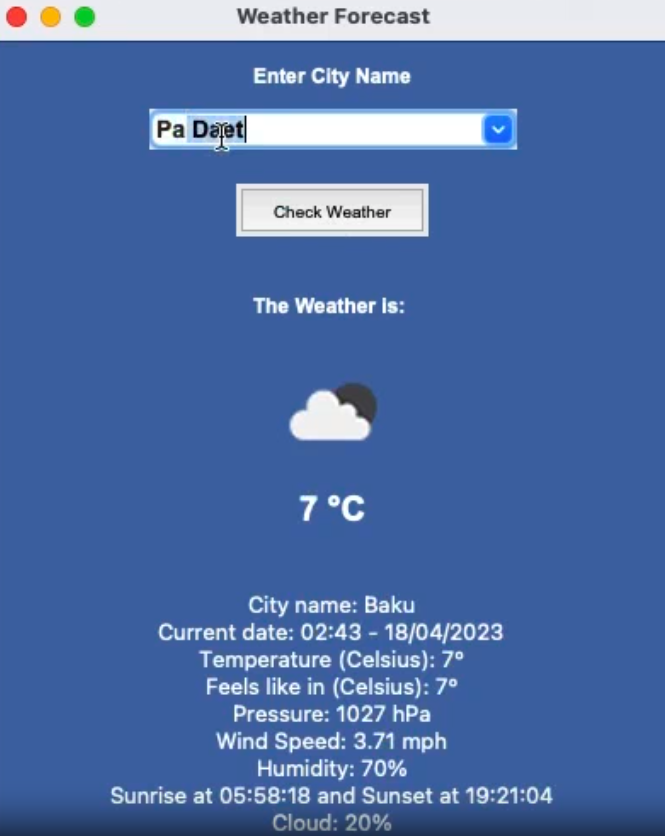 Weather Forecast
Enter City Name
Pa Daet
Check Weather
The Weather is:
7 °C
City name: Baku
Current date: 02:43 - 18/04/2023
Temperature (Celsius): 7°
Feels like in (Celsius): 7°
Pressure: 1027 hPa
Wind Speed: 3.71 mph
Humidity: 70%
Sunrise at 05:58:18 and Sunset at 19:21:04
Cloud: 20%